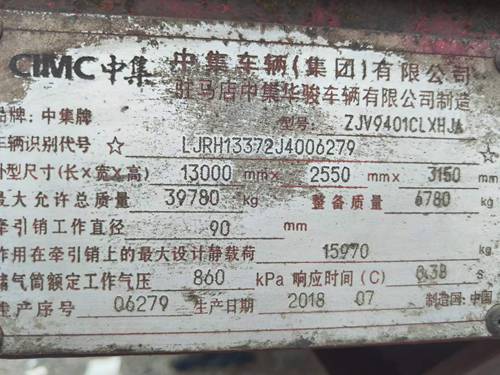 CIMC 中集 中集车辆(集团)有限公司
驻马店中集华骏车辆有限公司制造
品牌: 中集牌 型号: ZJV9401CLXHJA
车辆识别代号 ☆ LJRH13372J4006279 ☆
外型尺寸(长×宽×高) 13000 mm× 2550 mm× 3150 mm
最大允许总质量 39780 kg 整备质量 6780 kg
牵引销工作直径 90 mm
作用在牵引销上的最大设计静载荷 15970 kg
储气筒额定工作气压 860 kPa 响应时间(C) 0.38 s
生产序号 06279 生产日期 2018 07 制造国: 中国